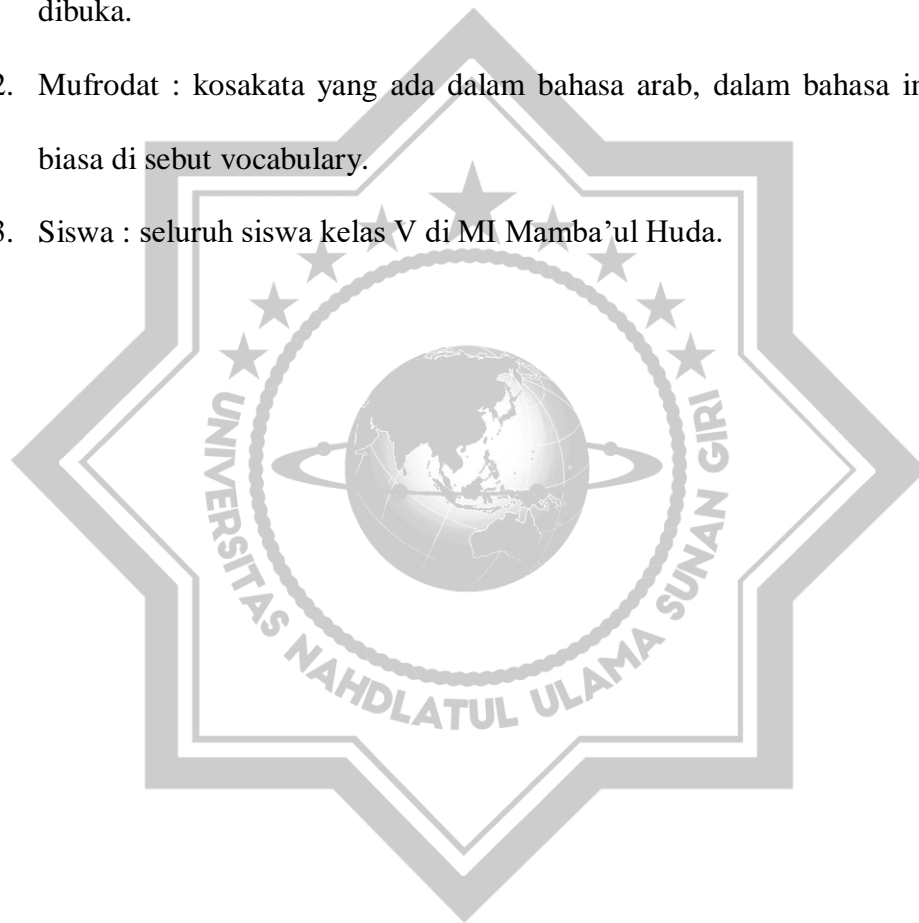 dibuka.
2. Mufrodat : kosakata yang ada dalam bahasa arab, dalam bahasa in
biasa di sebut vocabulary.
3. Siswa : seluruh siswa kelas V di MI Mamba’ul Huda.
UNIVERSITAS NAHDLATUL ULAMA SUNAN GIRI